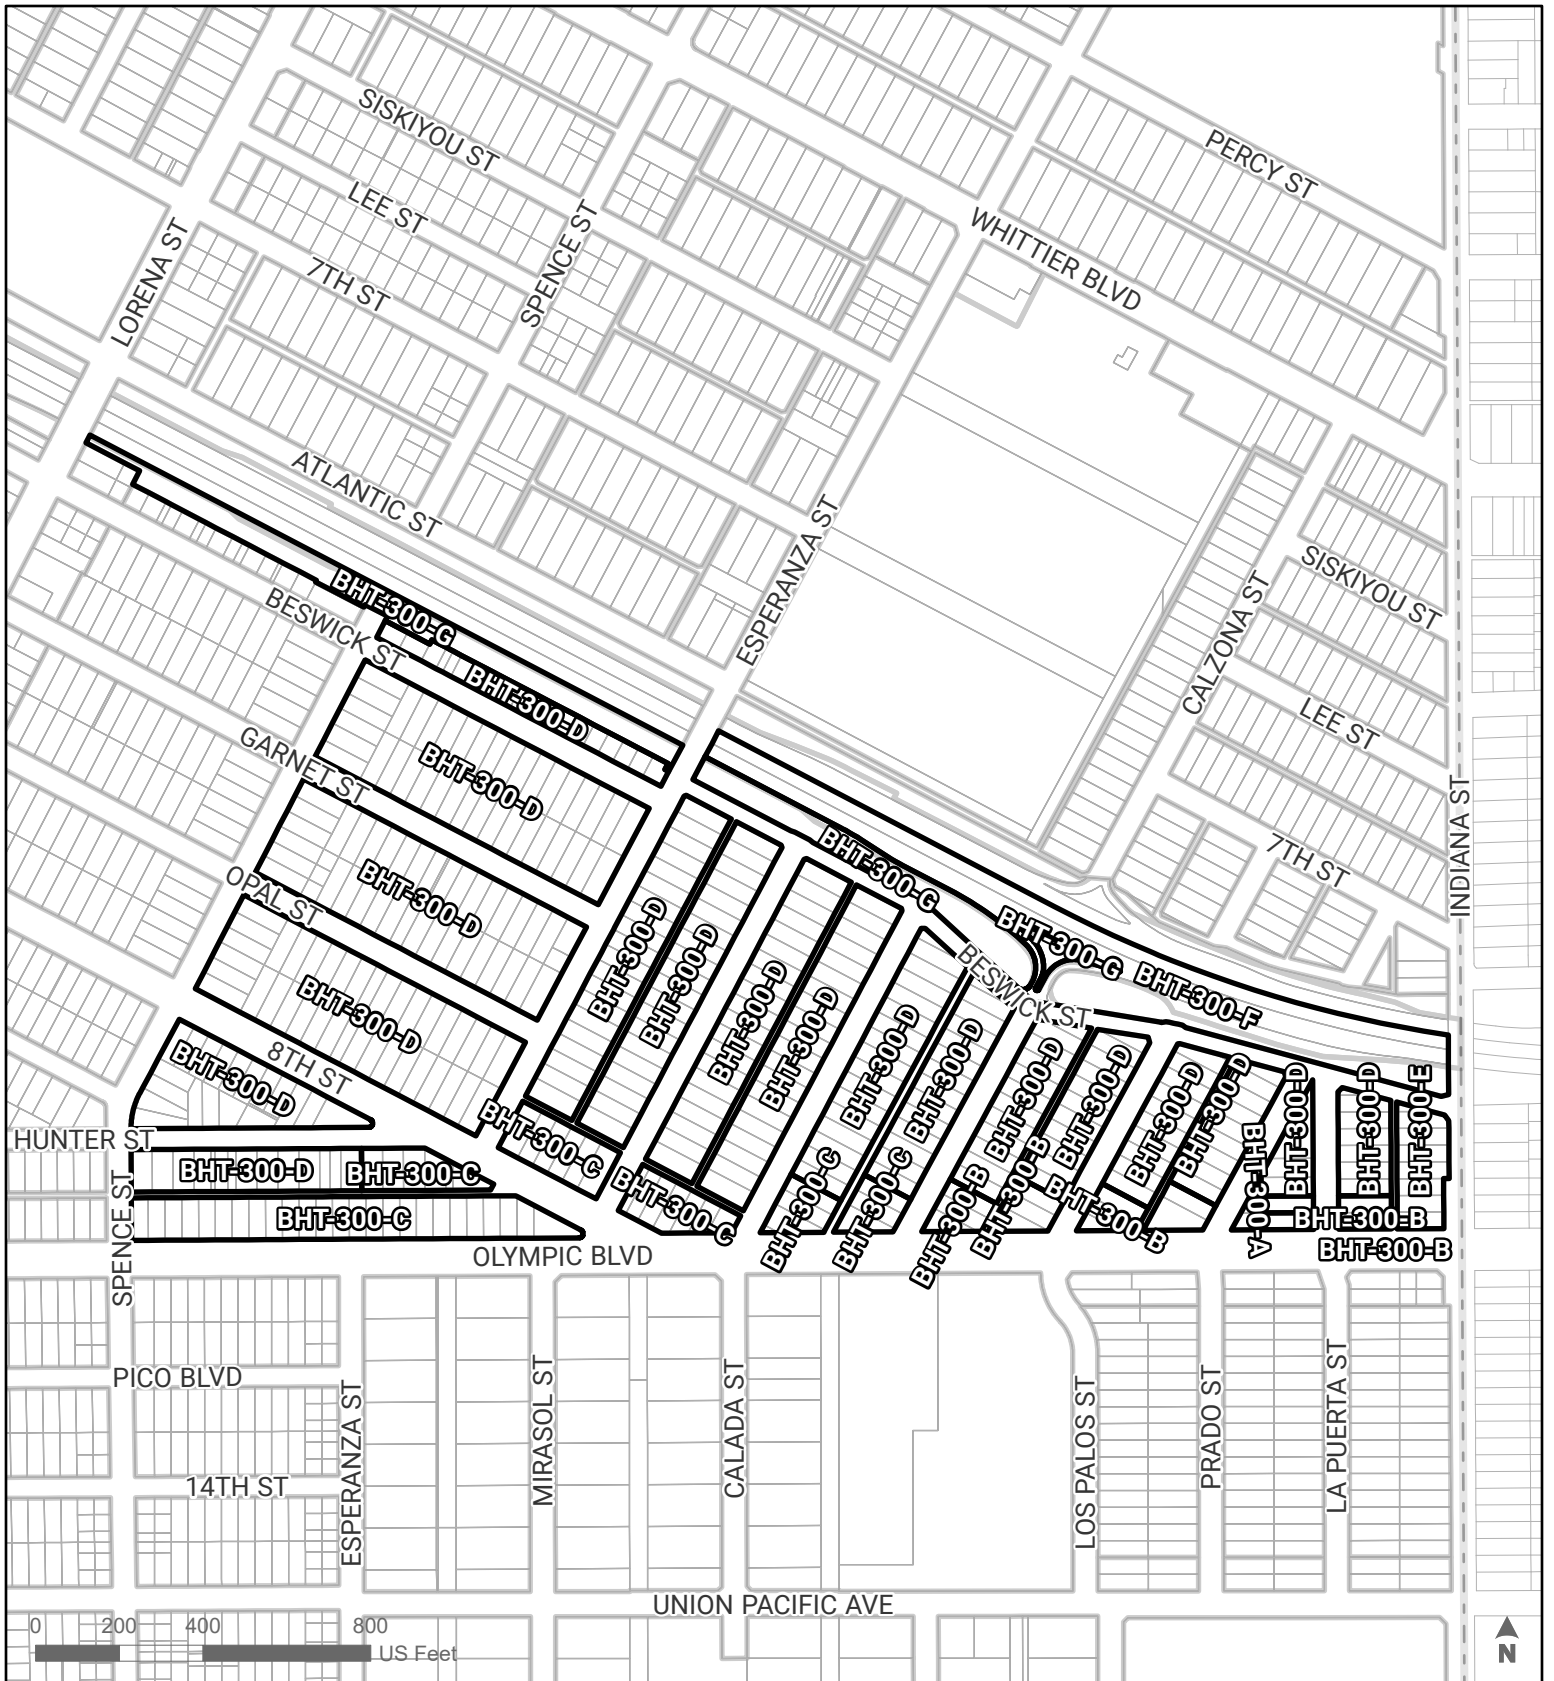 SISKIYOU ST
PERCY ST
LEE ST
WHITTIER BLVD
SPENCE ST
LORENA ST
7TH ST
ATLANTIC ST
ESPERANZA ST
SISKIYOU ST
CALZONA ST
LEE ST
BHT-300-G
BESWICK ST
BHT-300-D
BHT-300-D
GARNET ST
INDIANA ST
7TH ST
BHT-300-G
BHT-300-D
OPAL ST
BHT-300-D
BHT-300-D
BHT-300-G
BESWICK ST
BHT-300-F
BHT-300-D
BHT-300-D
BHT-300-D
BHT-300-D
BHT-300-D
BHT-300-D
8TH ST
BHT-300-D
BHT-300-D
BHT-300-D
BHT-300-D
BHT-300-D
BHT-300-D
BHT-300-D
BHT-300-E
HUNTER ST
BHT-300-C
BHT-300-D
BHT-300-C
BHT-300-C
BHT-300-C
BHT-300-C
BHT-300-B
BHT-300-B
BHT-300-B
BHT-300-A
BHT-300-B
BHT-300-C
BHT-300-B
SPENCE ST
OLYMPIC BLVD
PICO BLVD
ESPERANZA ST
MIRASOL ST
CALADA ST
LOS PALOS ST
PRADO ST
LA PUERTA ST
14TH ST
UNION PACIFIC AVE
0 200 400 800
US Feet
N